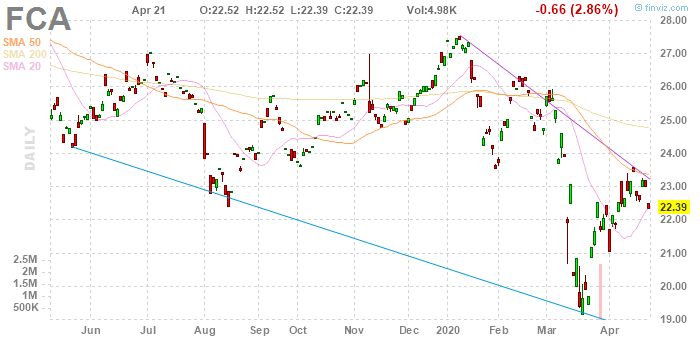 © finviz.com
FCA Apr 21 O:22.52 H:22.52 L:22.39 C:22.39 Vol:4.98K -0.66 (2.86%)
SMA 50
SMA 200
SMA 20
DAILY
28.00
27.00
26.00
25.00
24.00
23.00
22.39
22.00
21.00
20.00
19.00
2.5M
2M
1.5M
1M
500K
Jun Jul Aug Sep Oct Nov Dec 2020 Feb Mar Apr